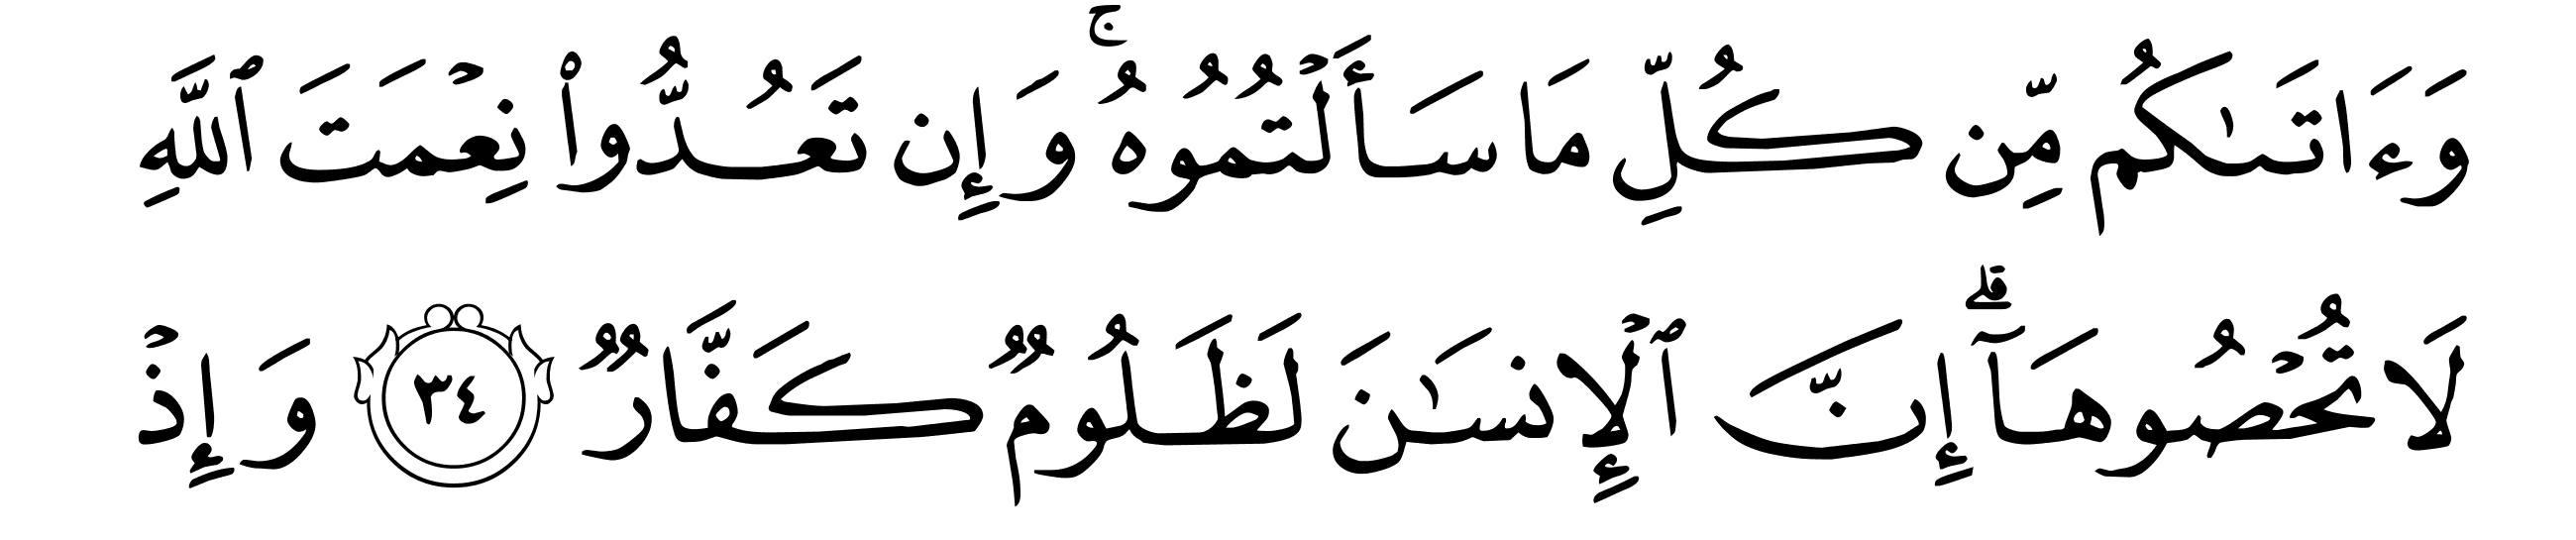 وَءَاتَىٰكُم مِّن كُلِّ مَا سَأَلۡتُمُوهُۚ وَإِن تَعُدُّواْ نِعۡمَتَ ٱللَّهِ
لَا تُحۡصُوهَآۗ إِنَّ ٱلۡإِنسَٰنَ لَظَلُومٞ كَفَّارٞ ٣٤ وَإِذۡ